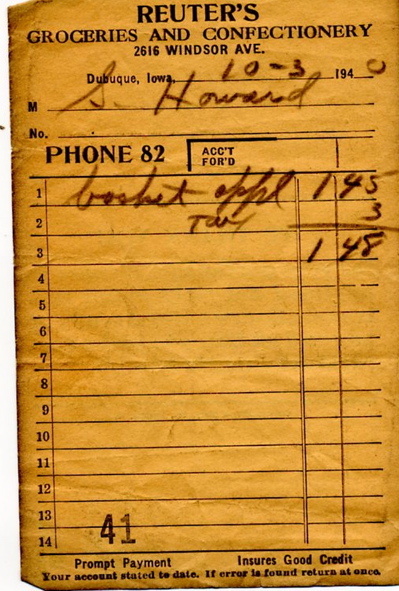 REUTER'S
GROCERIES AND CONFECTIONERY
2616 WINDSOR AVE.
Dubuque, Iowa, 10-3 1940
M S. Howard
No.
PHONE 82 ACC'T FOR'D
1 basket appl 1 45
2 Tax 3
3 1 48
4
5
6
7
8
9
10
11
12
13
14 41
Prompt Payment Insures Good Credit
Your account stated to date. If error is found return at once.